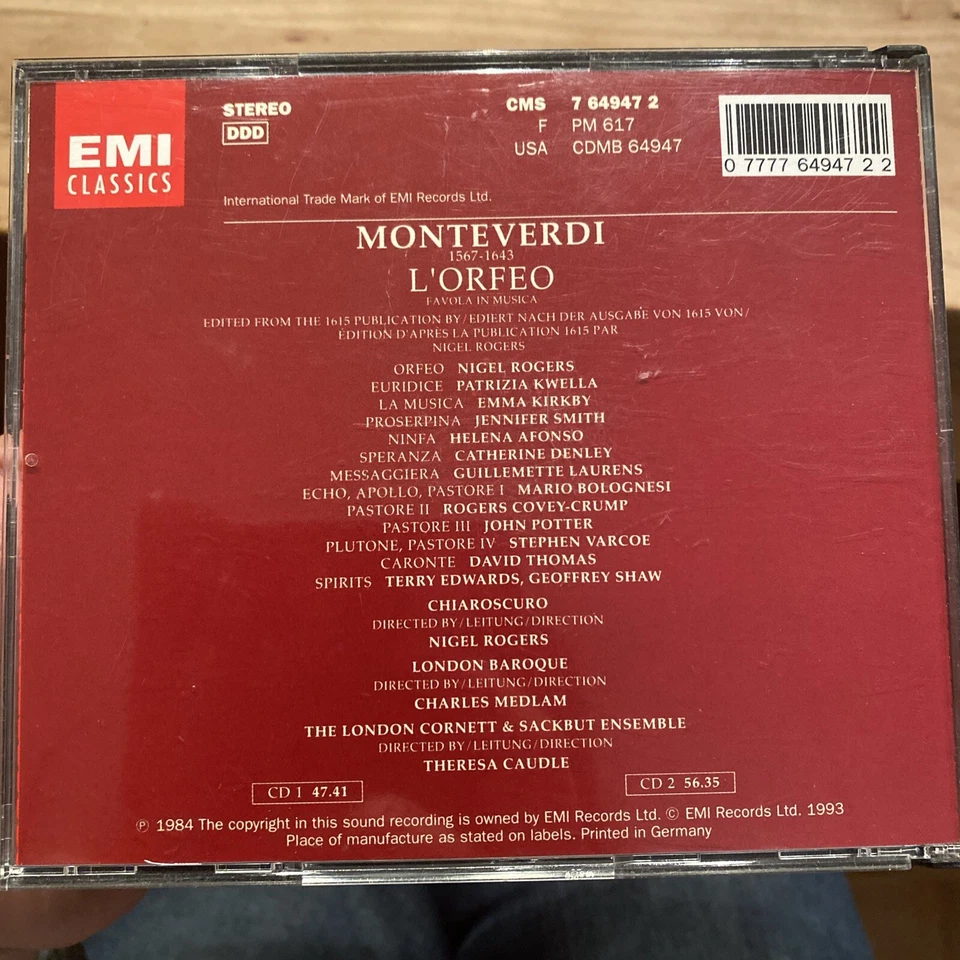 EMI
CLASSICS
STEREO
DDD
CMS 7 64947 2
F PM 617
USA CDMB 64947
0 7777 64947 2 2
International Trade Mark of EMI Records Ltd.
MONTEVERDI
1567-1643
L'ORFEO
FAVOLA IN MUSICA
EDITED FROM THE 1615 PUBLICATION BY/EDIERT NACH DER AUSGABE VON 1615 VON/
ÉDITION D'APRÈS LA PUBLICATION 1615 PAR
NIGEL ROGERS
ORFEO NIGEL ROGERS
EURIDICE PATRIZIA KWELLA
LA MUSICA EMMA KIRKBY
PROSERPINA JENNIFER SMITH
NINFA HELENA AFONSO
SPERANZA CATHERINE DENLEY
MESSAGGIERA GUILLEMETTE LAURENS
ECHO, APOLLO, PASTORE I MARIO BOLOGNESI
PASTORE II ROGERS COVEY-CRUMP
PASTORE III JOHN POTTER
PLUTONE, PASTORE IV STEPHEN VARCOE
CARONTE DAVID THOMAS
SPIRITS TERRY EDWARDS, GEOFFREY SHAW
CHIAROSCURO
DIRECTED BY/LEITUNG/DIRECTION
NIGEL ROGERS
LONDON BAROQUE
DIRECTED BY/LEITUNG/DIRECTION
CHARLES MEDLAM
THE LONDON CORNETT & SACKBUT ENSEMBLE
DIRECTED BY/LEITUNG/DIRECTION
THERESA CAUDLE
CD 1 47.41
CD 2 56.35
℗ 1984 The copyright in this sound recording is owned by EMI Records Ltd. © EMI Records Ltd. 1993
Place of manufacture as stated on labels. Printed in Germany